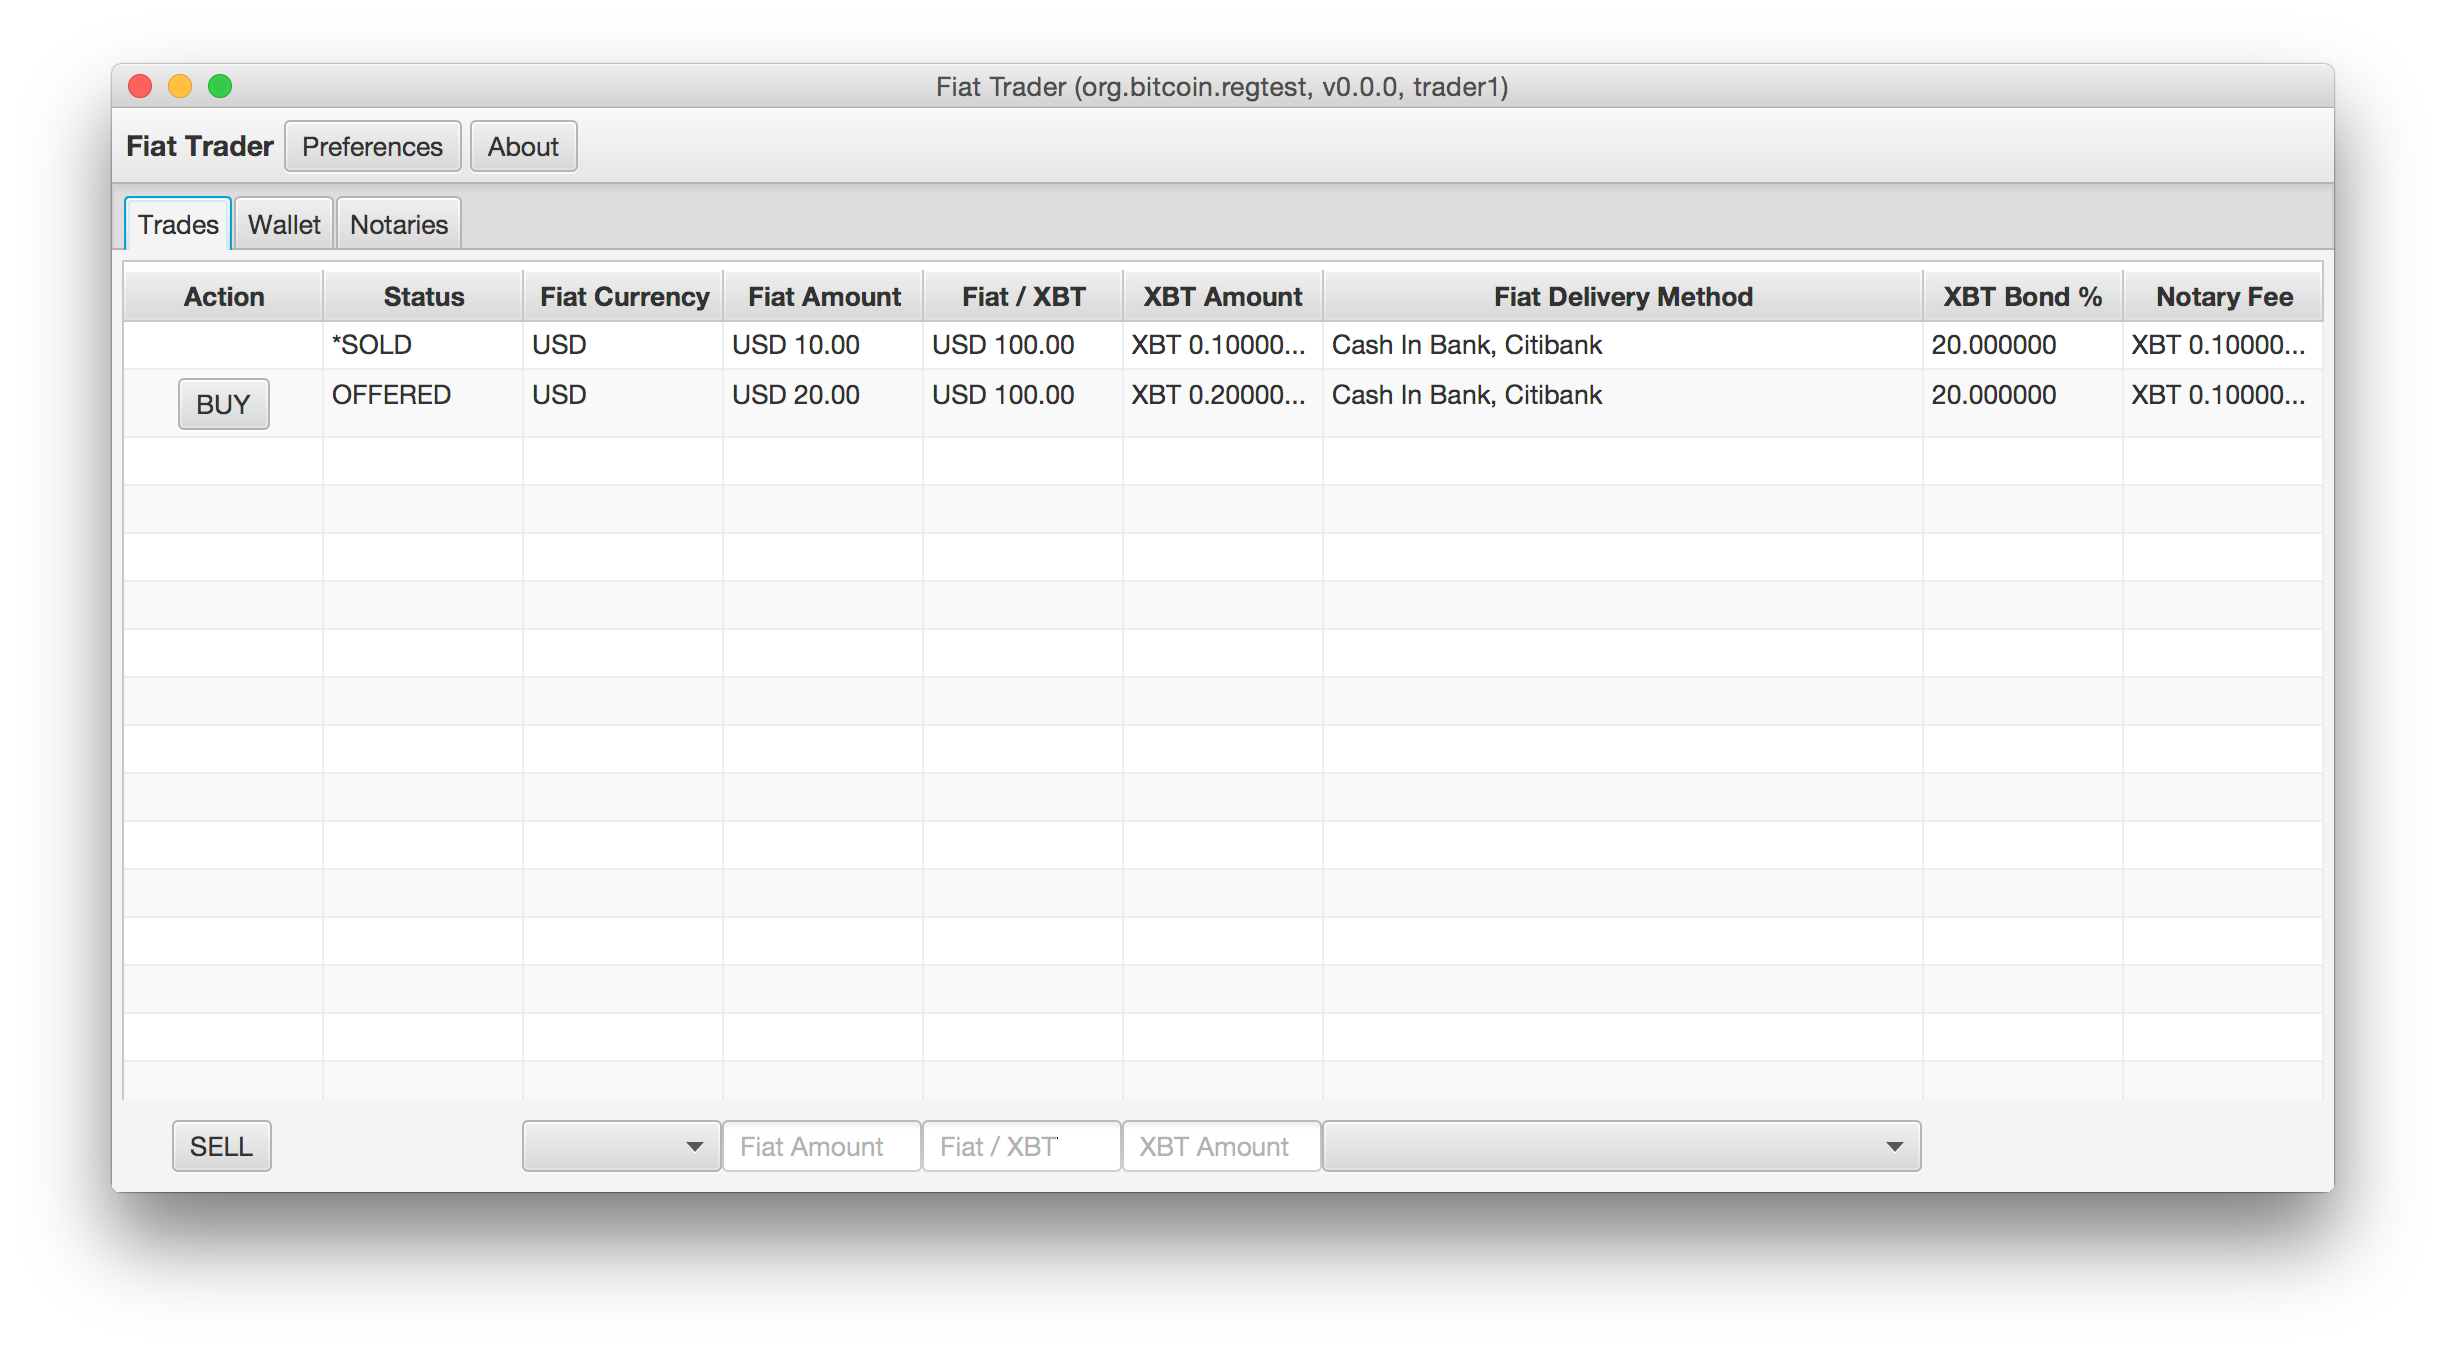 Fiat Trader (org.bitcoin.regtest, v0.0.0, trader1)
Fiat Trader Preferences About
Trades Wallet Notaries
Action Status Fiat Currency Fiat Amount Fiat / XBT XBT Amount Fiat Delivery Method XBT Bond % Notary Fee
*SOLD USD USD 10.00 USD 100.00 XBT 0.10000... Cash In Bank, Citibank 20.000000 XBT 0.10000...
BUY OFFERED USD USD 20.00 USD 100.00 XBT 0.20000... Cash In Bank, Citibank 20.000000 XBT 0.10000...
SELL Fiat Amount Fiat / XBT XBT Amount